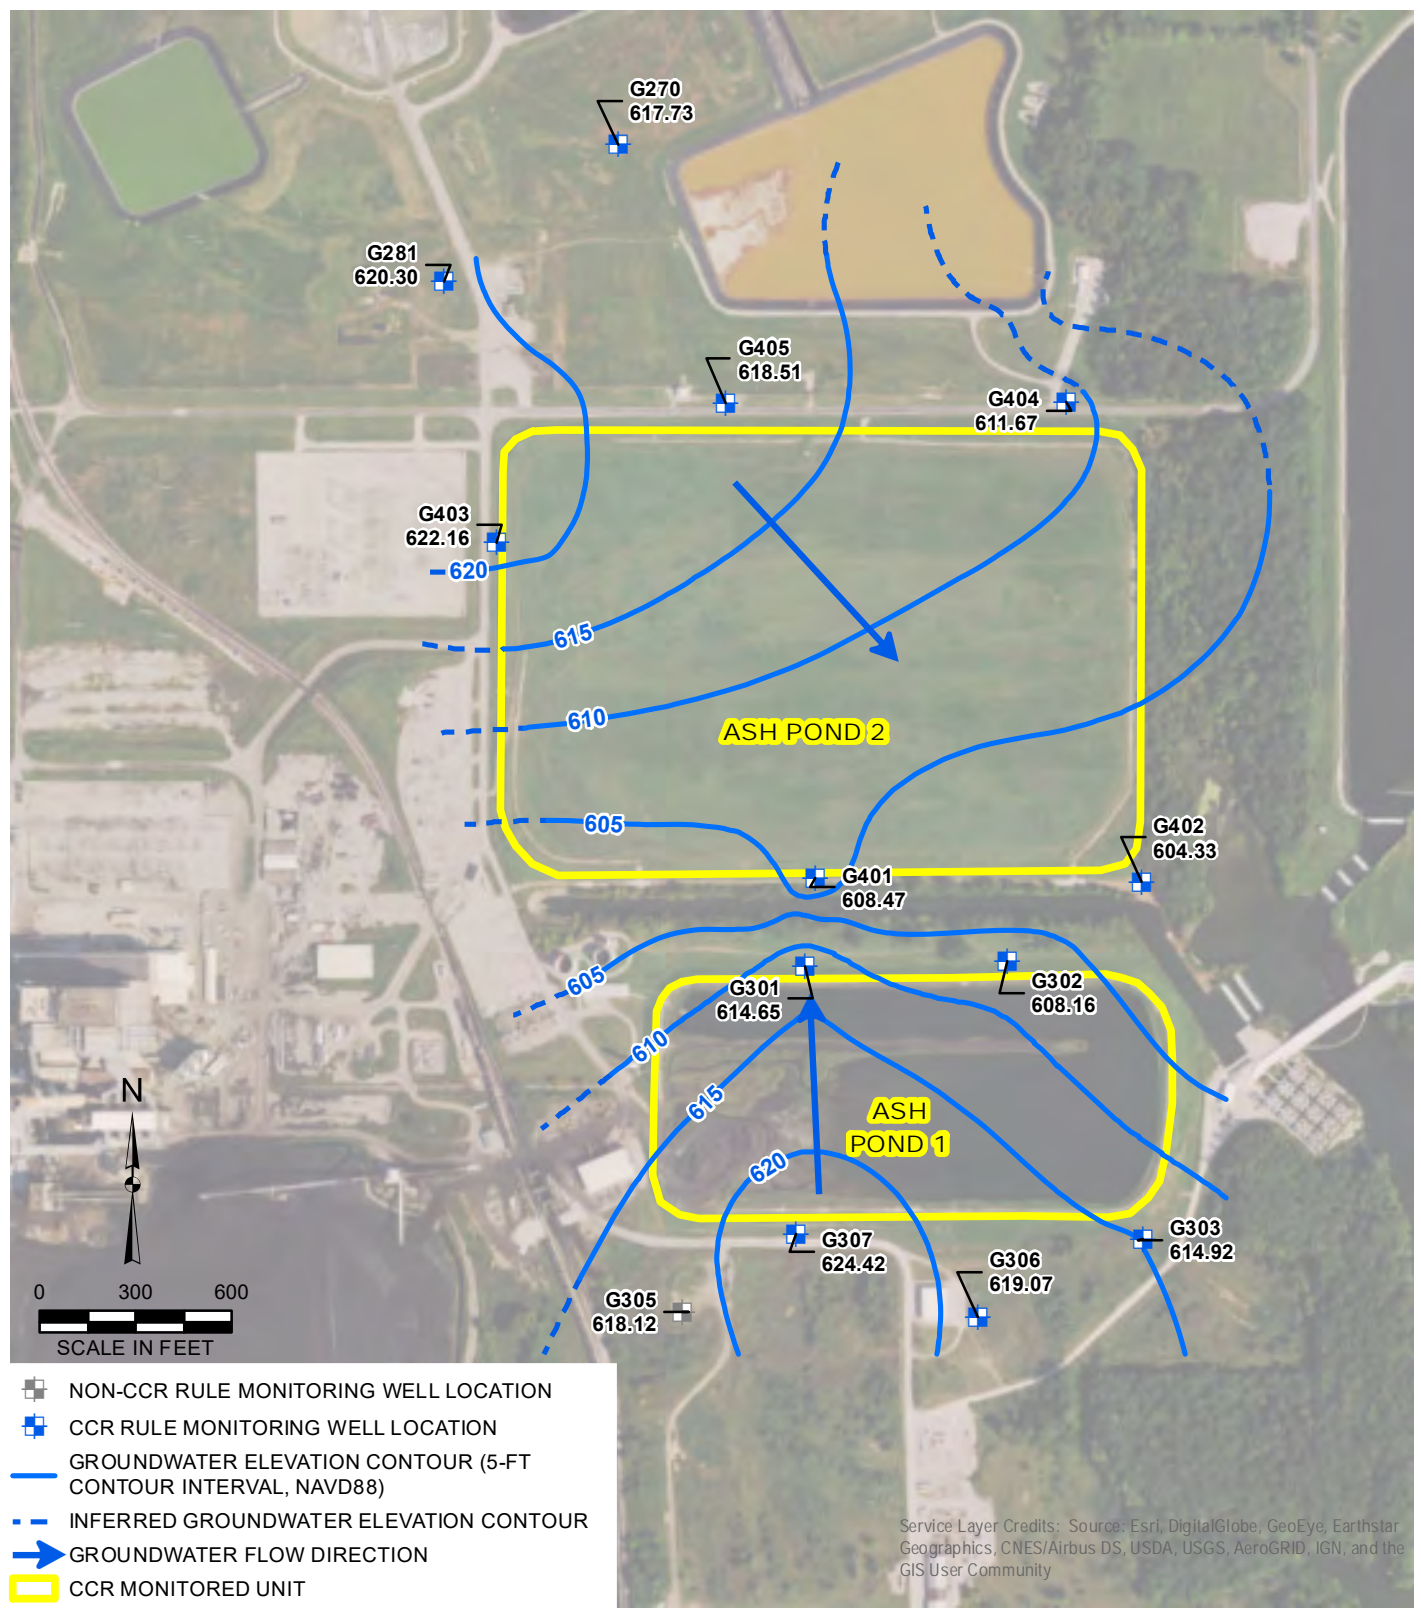 G270
617.73
G281
620.30
G405
618.51
G404
611.67
G403
622.16
620
615
610
ASH POND 2
605
G402
604.33
G401
608.47
605
G301
614.65
G302
608.16
610
615
ASH
POND 1
620
N
G307
624.42
G303
614.92
G306
619.07
G305
618.12
0 300 600
SCALE IN FEET
NON-CCR RULE MONITORING WELL LOCATION
CCR RULE MONITORING WELL LOCATION
GROUNDWATER ELEVATION CONTOUR (5-FT
CONTOUR INTERVAL, NAVD88)
INFERRED GROUNDWATER ELEVATION CONTOUR
GROUNDWATER FLOW DIRECTION
CCR MONITORED UNIT
Service Layer Credits: Source: Esri, DigitalGlobe, GeoEye, Earthstar
Geographics, CNES/Airbus DS, USDA, USGS, AeroGRID, IGN, and the
GIS User Community